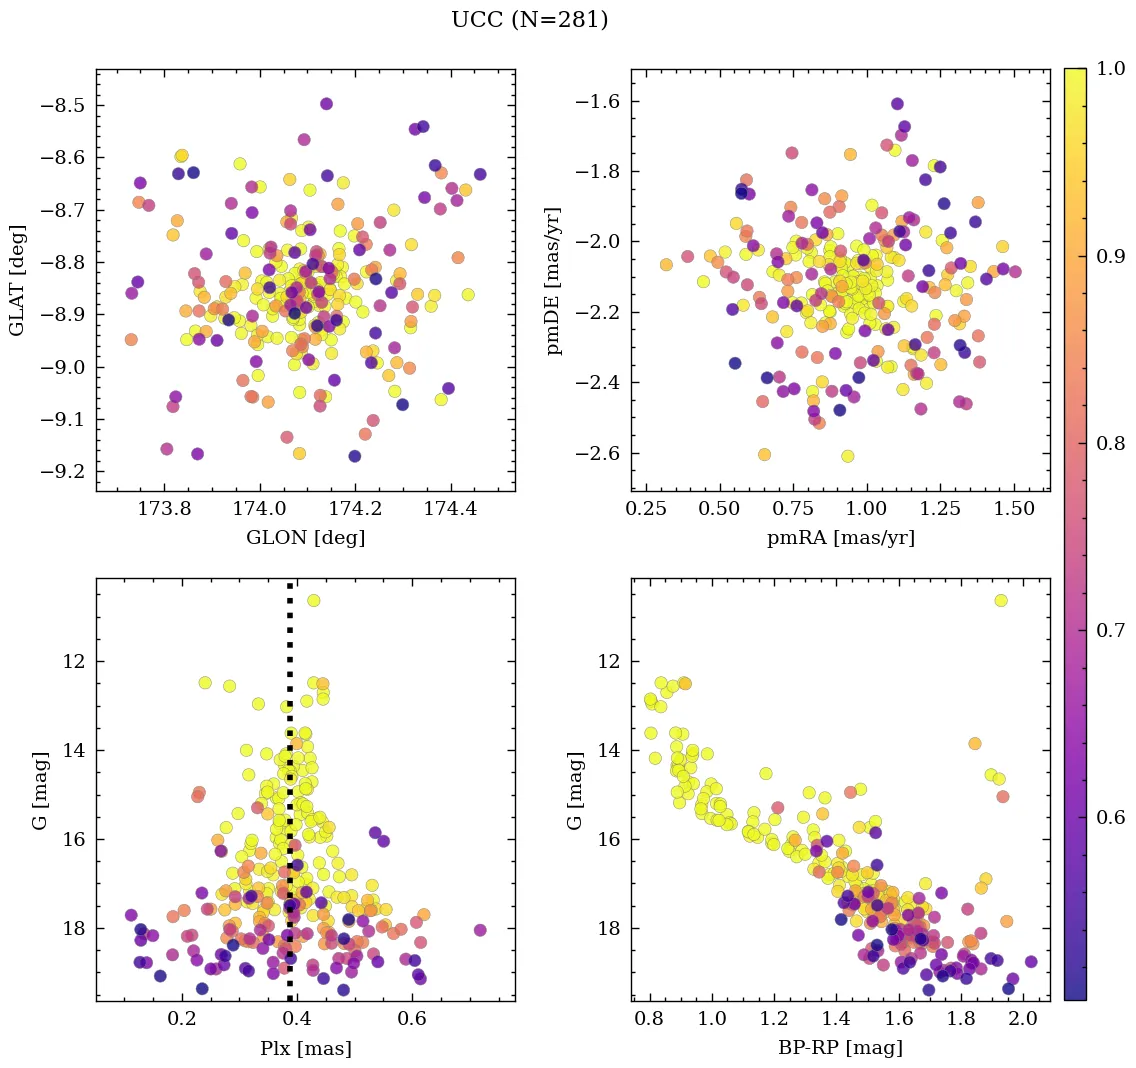 UCC (N=281)
−8.5
−8.6
−8.7
−8.8
−8.9
−9.0
−9.1
−9.2
GLAT [deg]
173.8 174.0 174.2 174.4
GLON [deg]
−1.6
−1.8
−2.0
−2.2
−2.4
−2.6
pmDE [mas/yr]
0.25 0.50 0.75 1.00 1.25 1.50
pmRA [mas/yr]
1.0
0.9
0.8
0.7
0.6
12
14
16
18
G [mag]
0.2 0.4 0.6
Plx [mas]
12
14
16
18
G [mag]
0.8 1.0 1.2 1.4 1.6 1.8 2.0
BP-RP [mag]